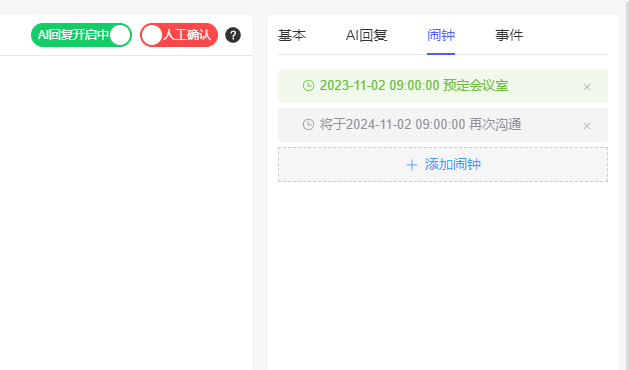 AI回复开启中 人工确认 ?
基本 AI回复 闹钟 事件
2023-11-02 09:00:00 预定会议室
将于2024-11-02 09:00:00 再次沟通
添加闹钟